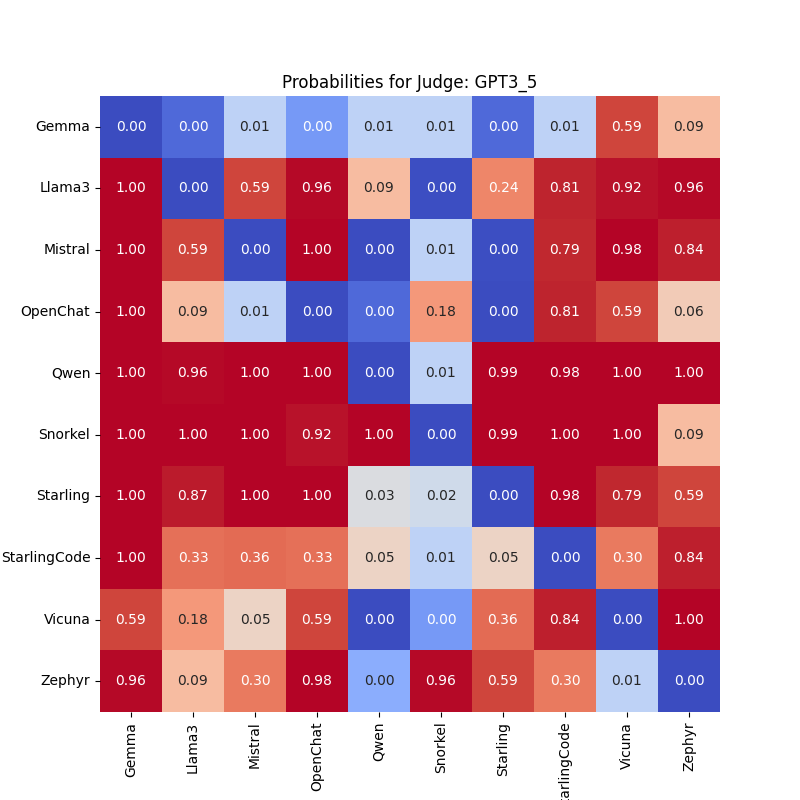 Probabilities for Judge: GPT3_5
Gemma 0.00 0.00 0.01 0.00 0.01 0.01 0.00 0.01 0.59 0.09
Llama3 1.00 0.00 0.59 0.96 0.09 0.00 0.24 0.81 0.92 0.96
Mistral 1.00 0.59 0.00 1.00 0.00 0.01 0.00 0.79 0.98 0.84
OpenChat 1.00 0.09 0.01 0.00 0.00 0.18 0.00 0.81 0.59 0.06
Qwen 1.00 0.96 1.00 1.00 0.00 0.01 0.99 0.98 1.00 1.00
Snorkel 1.00 1.00 1.00 0.92 1.00 0.00 0.99 1.00 1.00 0.09
Starling 1.00 0.87 1.00 1.00 0.03 0.02 0.00 0.98 0.79 0.59
StarlingCode 1.00 0.33 0.36 0.33 0.05 0.01 0.05 0.00 0.30 0.84
Vicuna 0.59 0.18 0.05 0.59 0.00 0.00 0.36 0.84 0.00 1.00
Zephyr 0.96 0.09 0.30 0.98 0.00 0.96 0.59 0.30 0.01 0.00
Gemma Llama3 Mistral OpenChat Qwen Snorkel Starling arlingCode Vicuna Zephyr